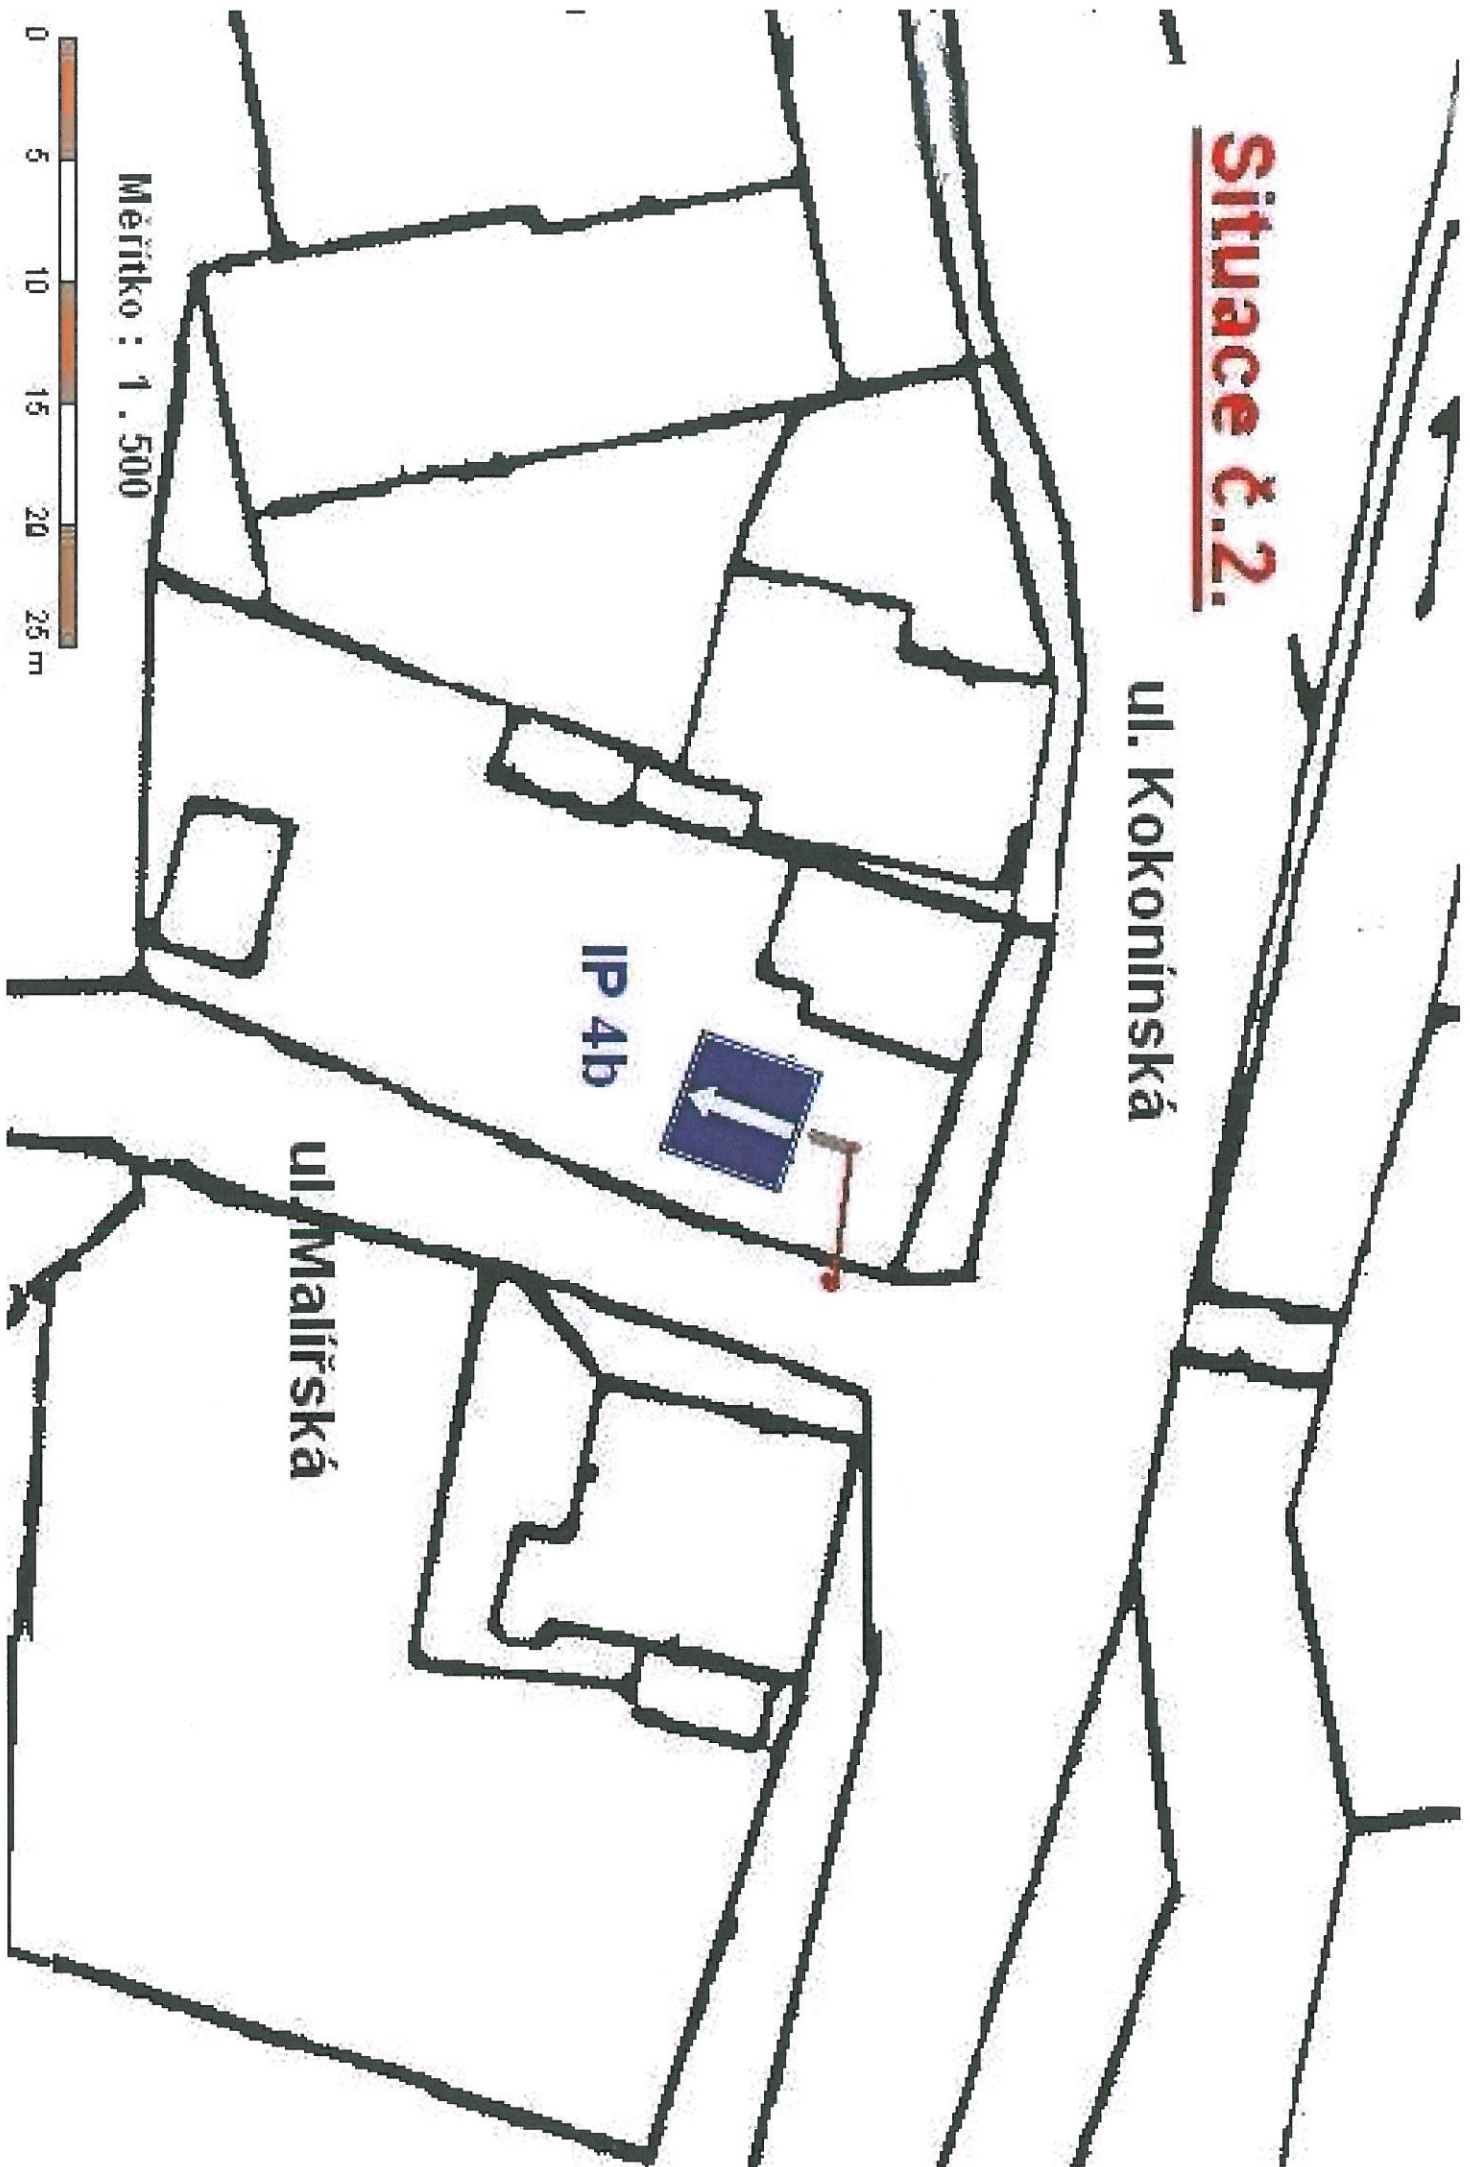 Situace č.2.
ul. Kokonínská
IP 4b
ul. Malířská
Měřítko : 1 . 500
0 5 10 15 20 25 m